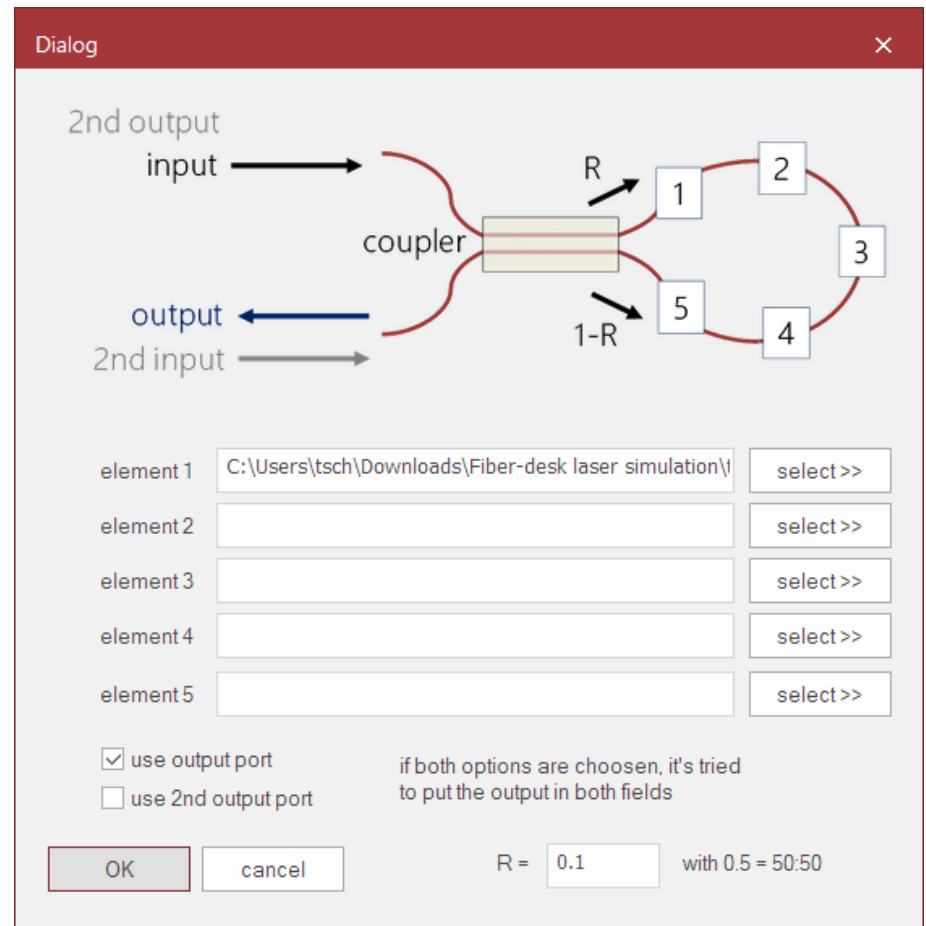 Dialog
2nd output
input
R
1
2
coupler
3
output
5
1-R
4
2nd input
element 1 C:\Users\tsch\Downloads\Fiber-desk laser simulation\ select >>
element 2 select >>
element 3 select >>
element 4 select >>
element 5 select >>
use output port
use 2nd output port
if both options are choosen, it's tried
to put the output in both fields
OK cancel R = 0.1 with 0.5 = 50:50